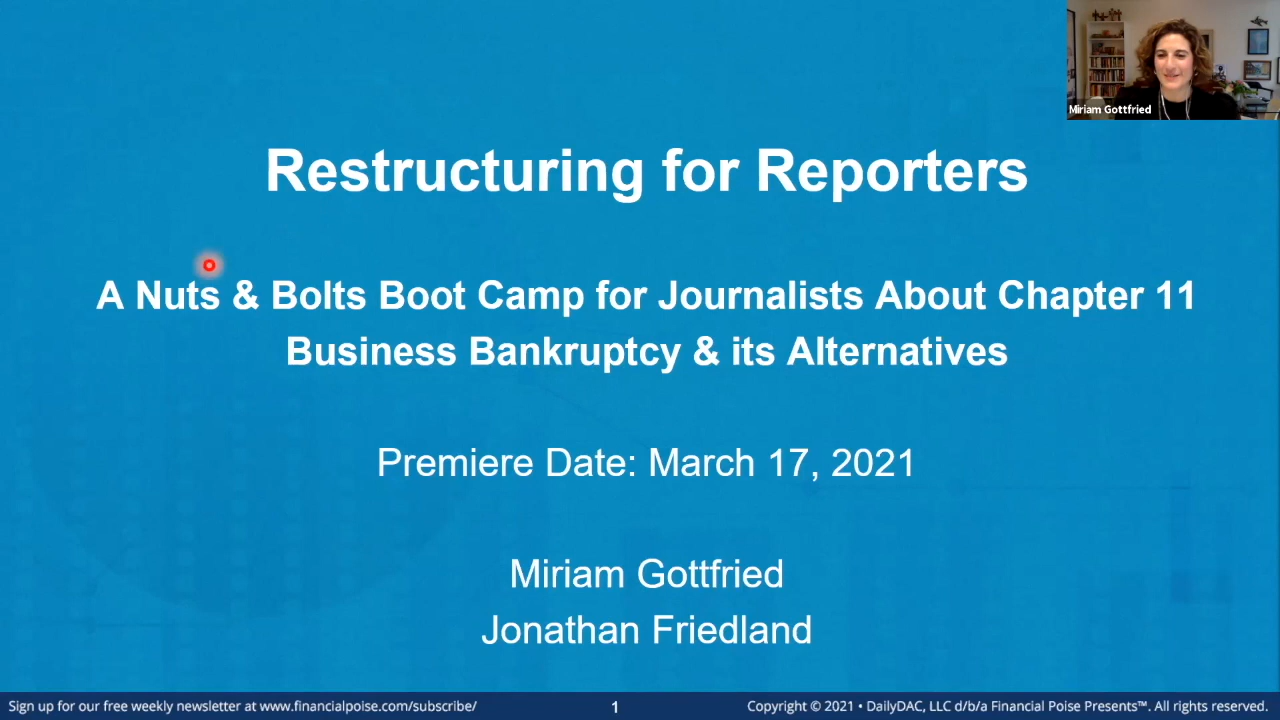 Miriam Gottfried
Restructuring for Reporters
A Nuts & Bolts Boot Camp for Journalists About Chapter 11
Business Bankruptcy & its Alternatives
Premiere Date: March 17, 2021
Miriam Gottfried
Jonathan Friedland
Sign up for our free weekly newsletter at www.financialpoise.com/subscribe/
1
Copyright © 2021 • DailyDAC, LLC d/b/a Financial Poise Presents™. All rights reserved.